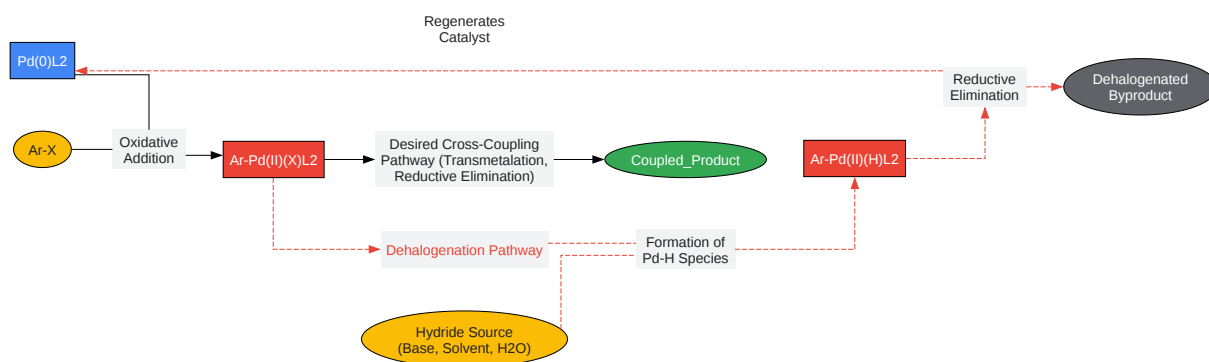 Regenerates
Catalyst
Pd(0)L2
Reductive
Elimination
Dehalogenated
Byproduct
Ar-X
Oxidative
Addition
Ar-Pd(II)(X)L2
Desired Cross-Coupling
Pathway (Transmetalation,
Reductive Elimination)
Coupled_Product
Ar-Pd(II)(H)L2
Dehalogenation Pathway
Formation of
Pd-H Species
Hydride Source
(Base, Solvent, H2O)